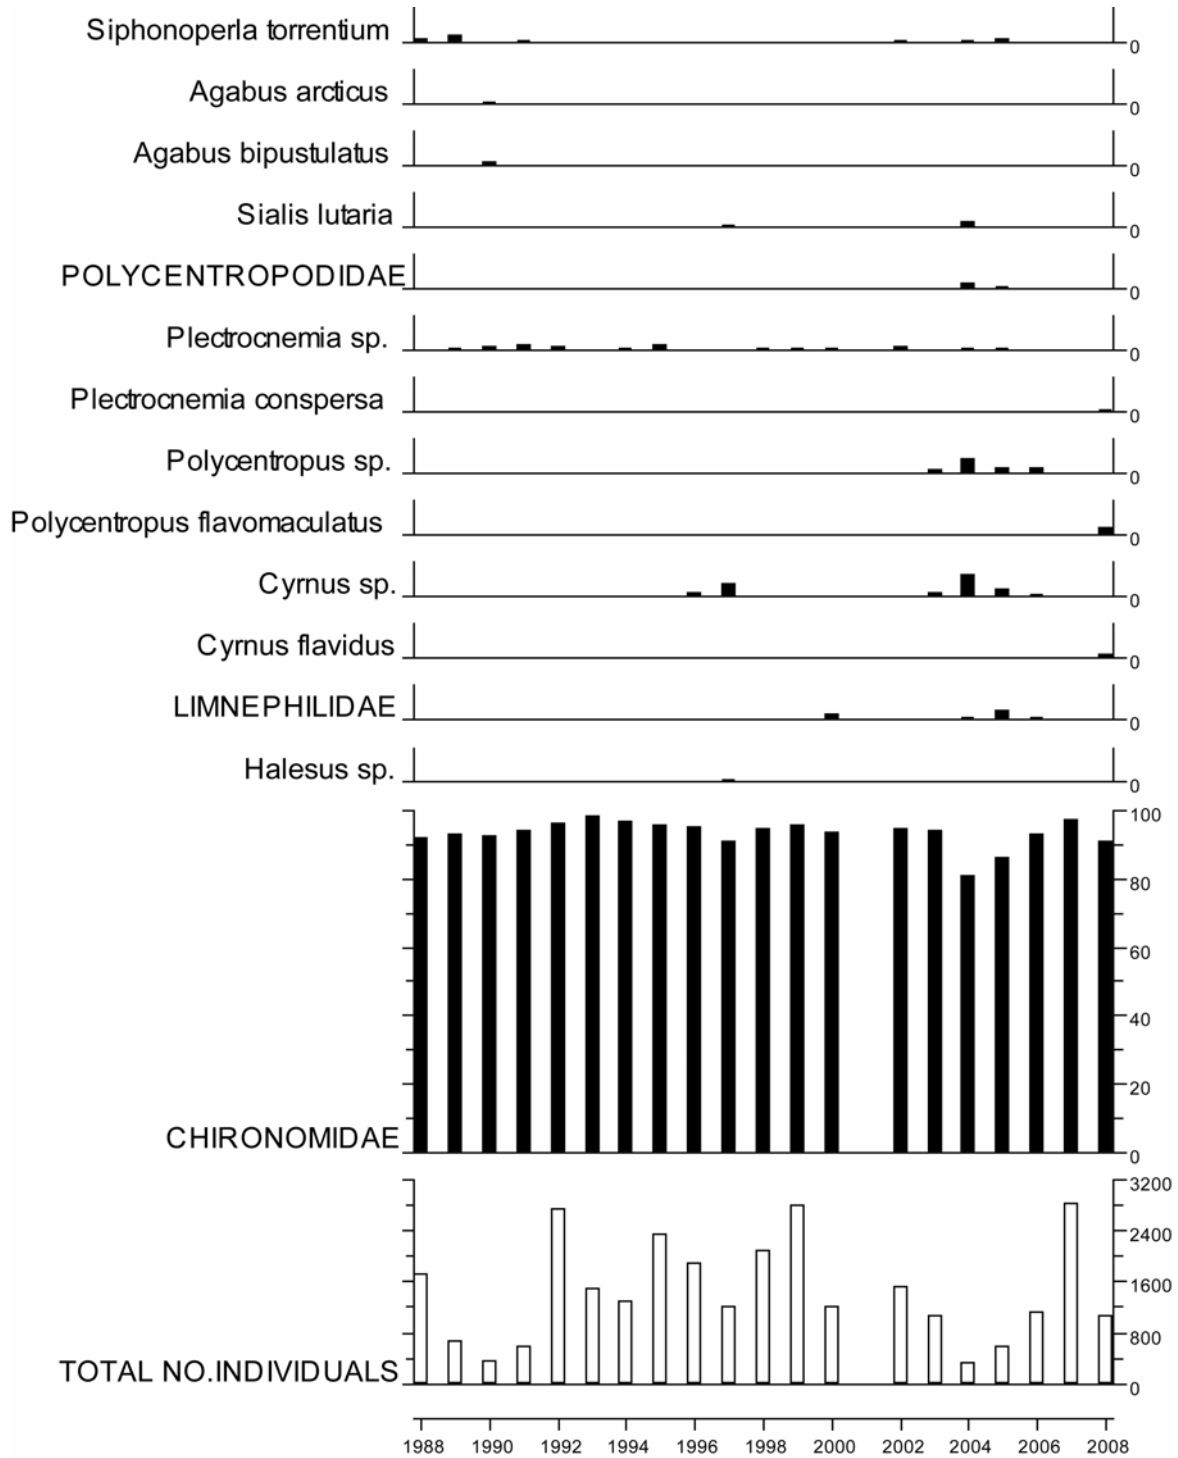 Siphonoperla torrentium 0
Agabus arcticus 0
Agabus bipustulatus 0
Sialis lutaria 0
POLYCENTROPODIDAE 0
Plectrocnemia sp. 0
Plectrocnemia conspersa 0
Polycentropus sp. 0
Polycentropus flavomaculatus 0
Cyrnus sp. 0
Cyrnus flavidus 0
LIMNEPHILIDAE 0
Halesus sp. 0
100
80
60
40
20
CHIRONOMIDAE 0
3200
2400
1600
800
TOTAL NO.INDIVIDUALS 0
1988 1990 1992 1994 1996 1998 2000 2002 2004 2006 2008